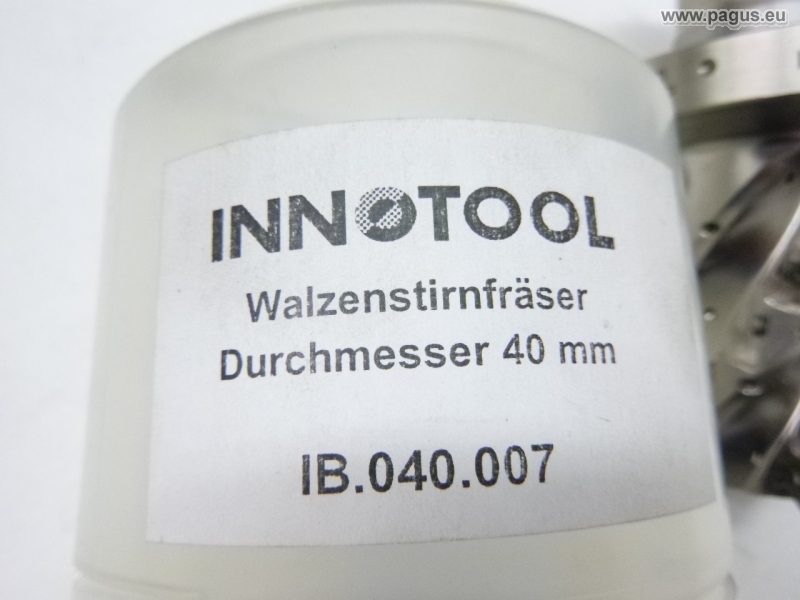 www.pagus.eu
INNOTOOL
Walzenstirnfräser
Durchmesser 40 mm
IB.040.007